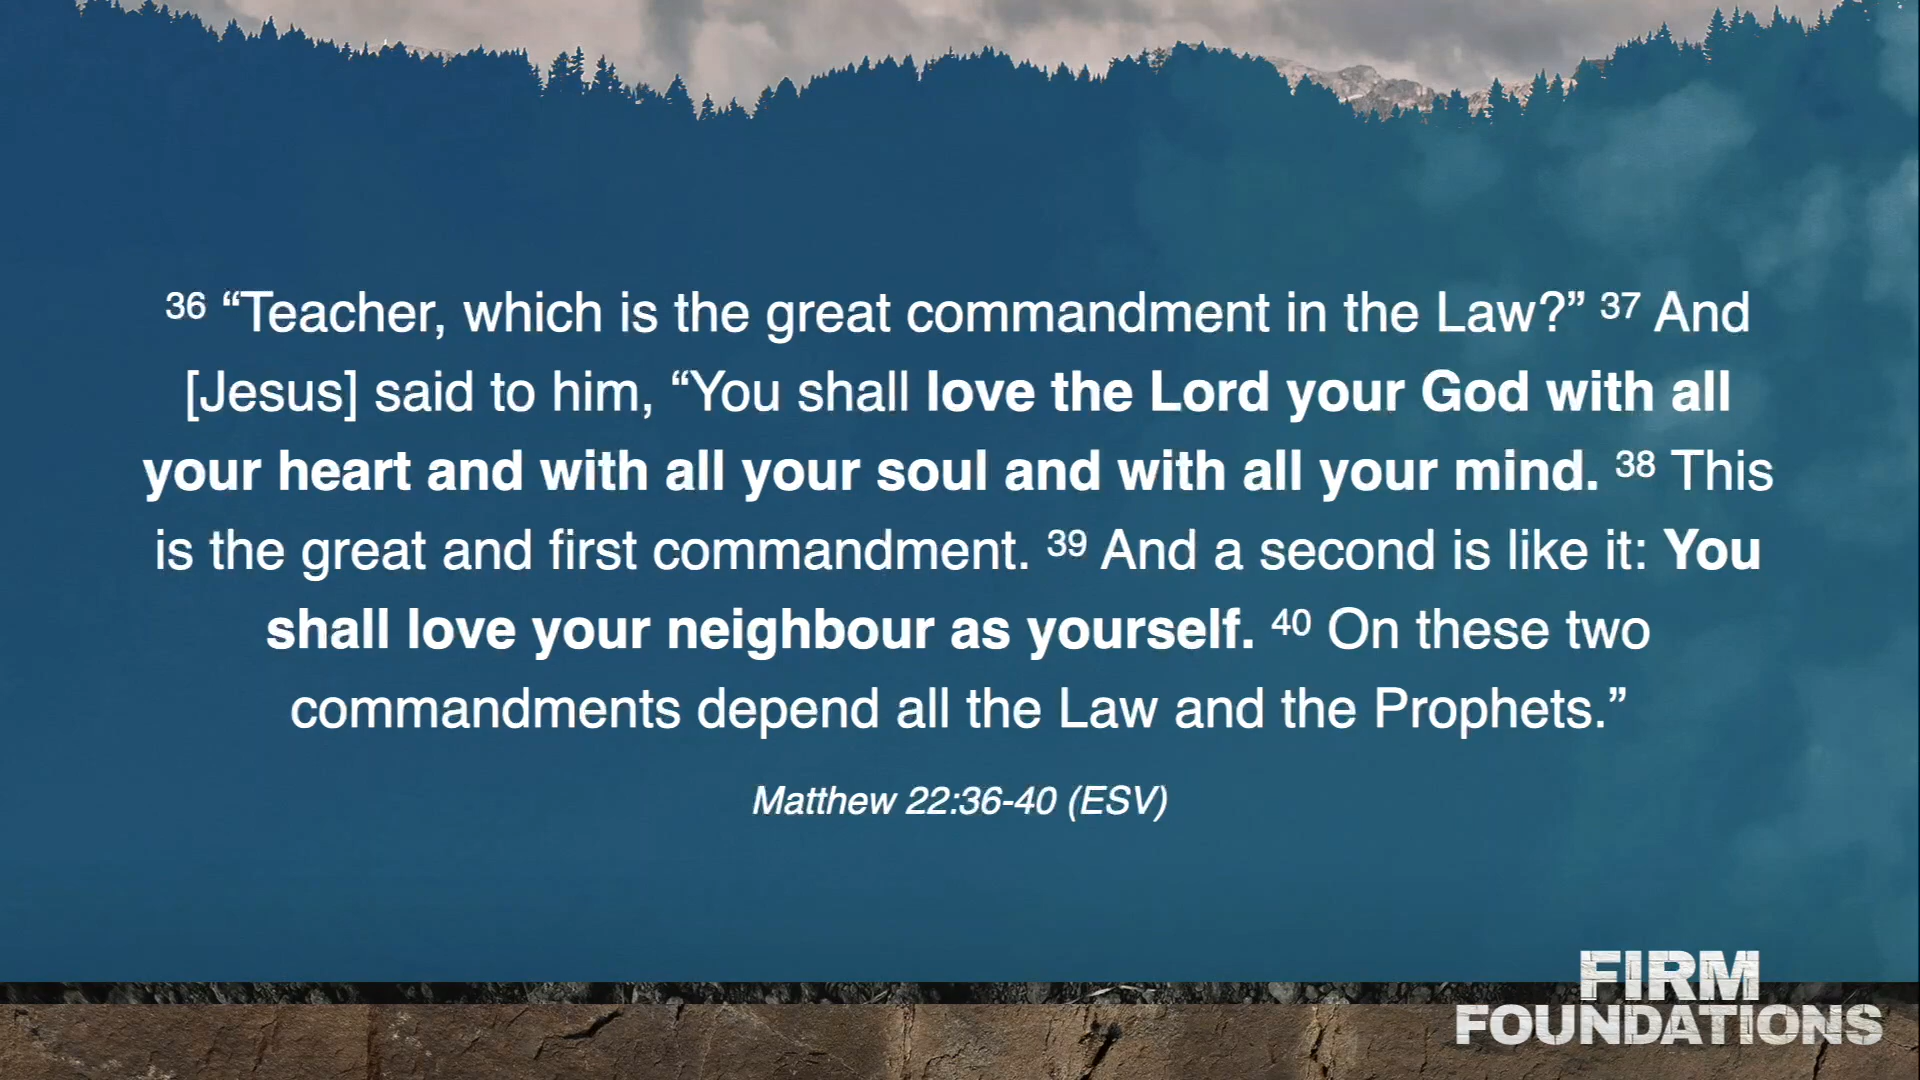 36 “Teacher, which is the great commandment in the Law?” 37 And
[Jesus] said to him, “You shall love the Lord your God with all
your heart and with all your soul and with all your mind. 38 This
is the great and first commandment. 39 And a second is like it: You
shall love your neighbour as yourself. 40 On these two
commandments depend all the Law and the Prophets.”
Matthew 22:36-40 (ESV)
FIRM
FOUNDATIONS